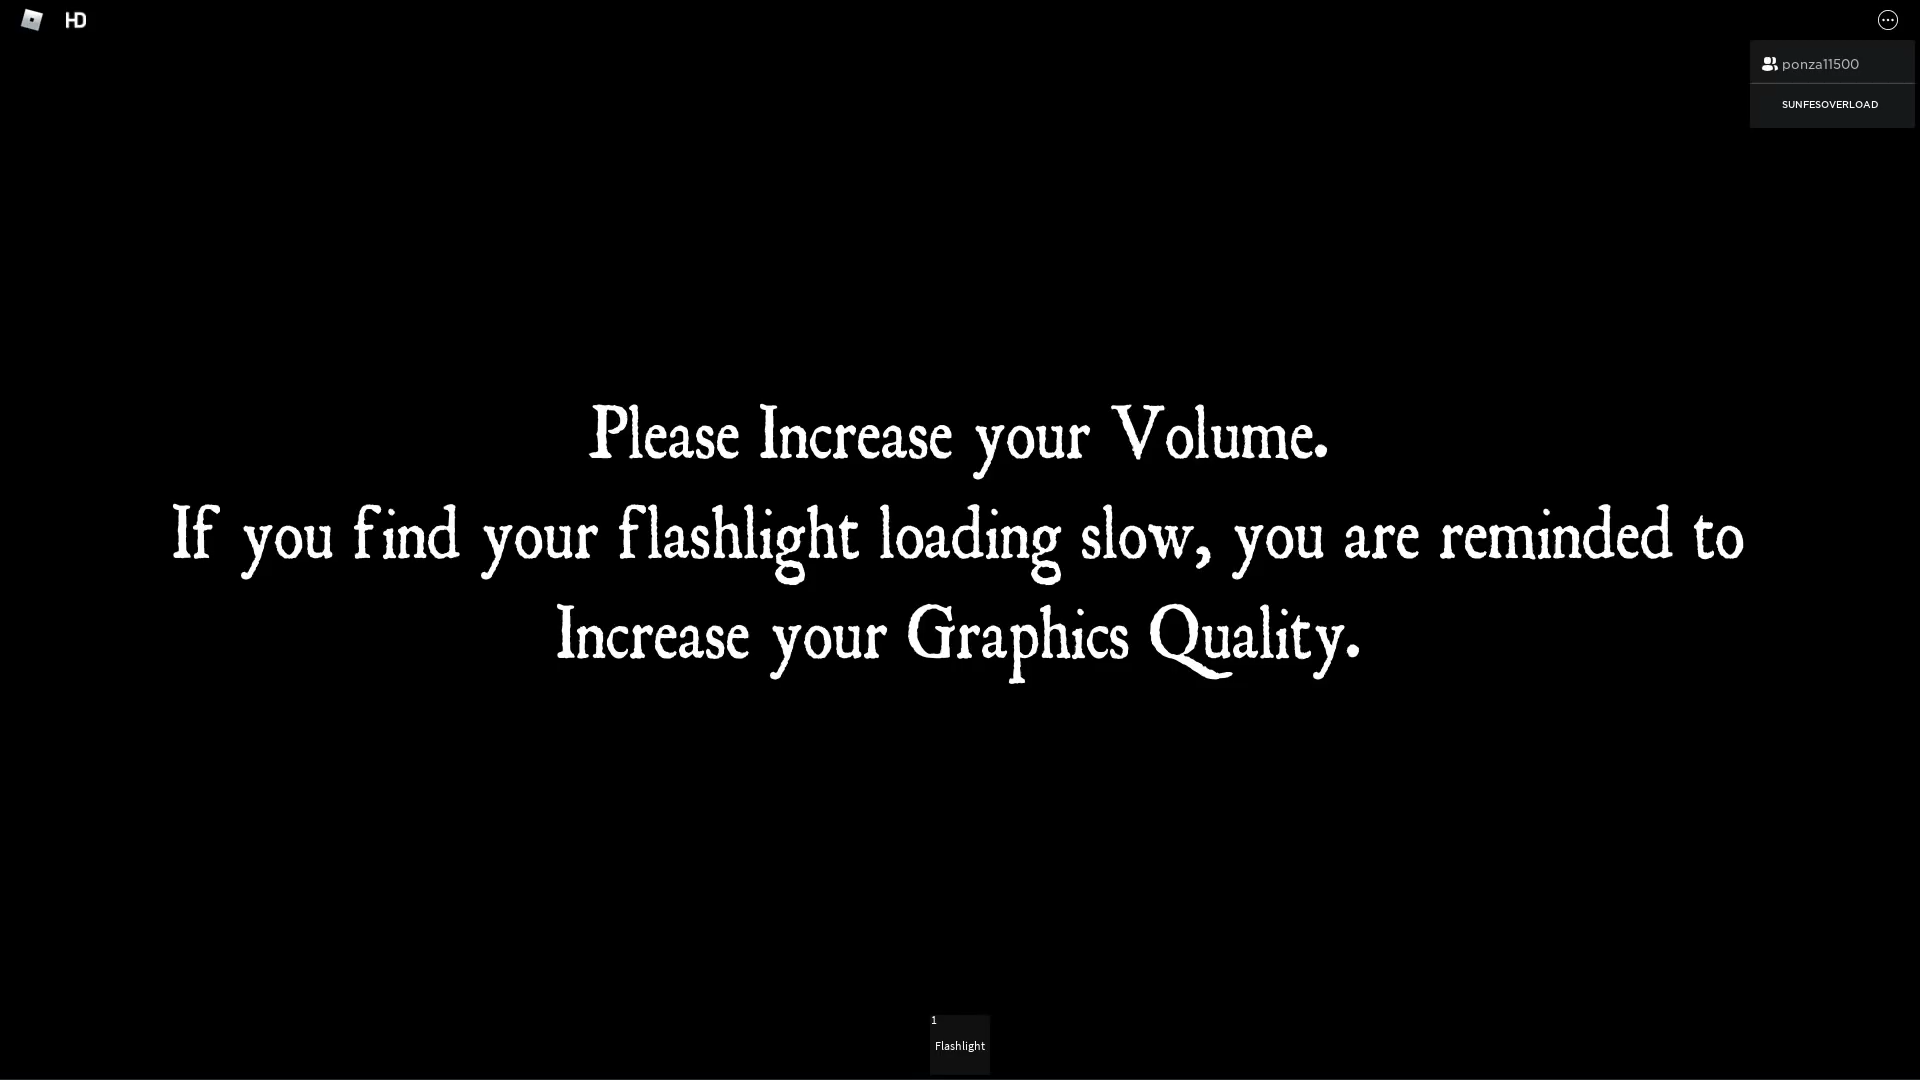 HD
ponza11500
SUNFESOVERLOAD
Please Increase your Volume.
If you find your flashlight loading slow, you are reminded to
Increase your Graphics Quality.
1
Flashlight